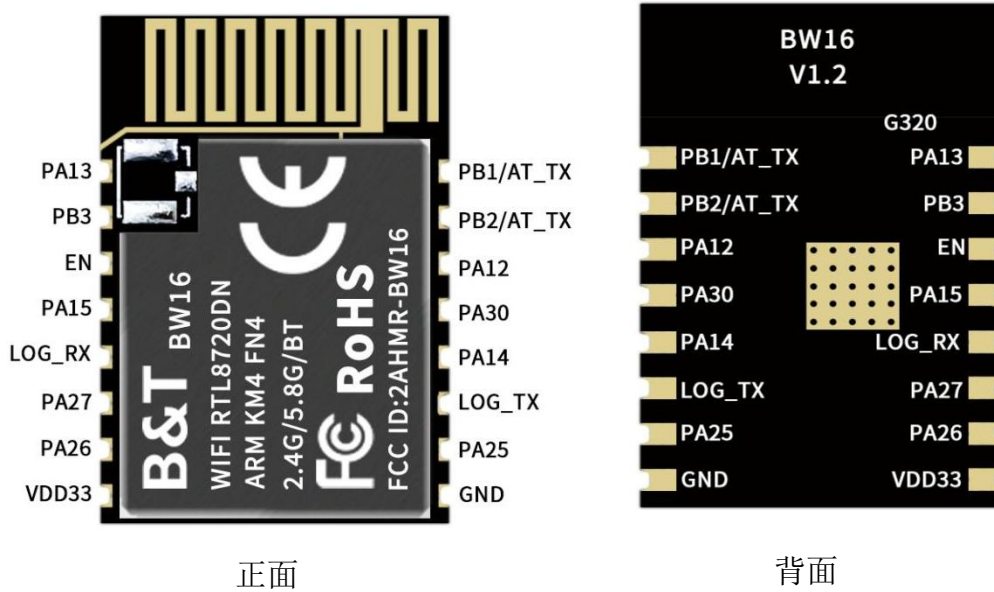 PA13
PB3
EN
PA15
LOG_RX
PA27
PA26
VDD33
B&T
BW16
WIFI RTL8720DN
ARM KM4 FN4
2.4G/5.8G/BT
CE
FC RoHS
FCC ID:2AHMR-BW16
PB1/AT_TX
PB2/AT_TX
PA12
PA30
PA14
LOG_TX
PA25
GND
正面
BW16
V1.2
G320
PB1/AT_TX PA13
PB2/AT_TX PB3
PA12 EN
PA30 PA15
PA14 LOG_RX
LOG_TX PA27
PA25 PA26
GND VDD33
背面